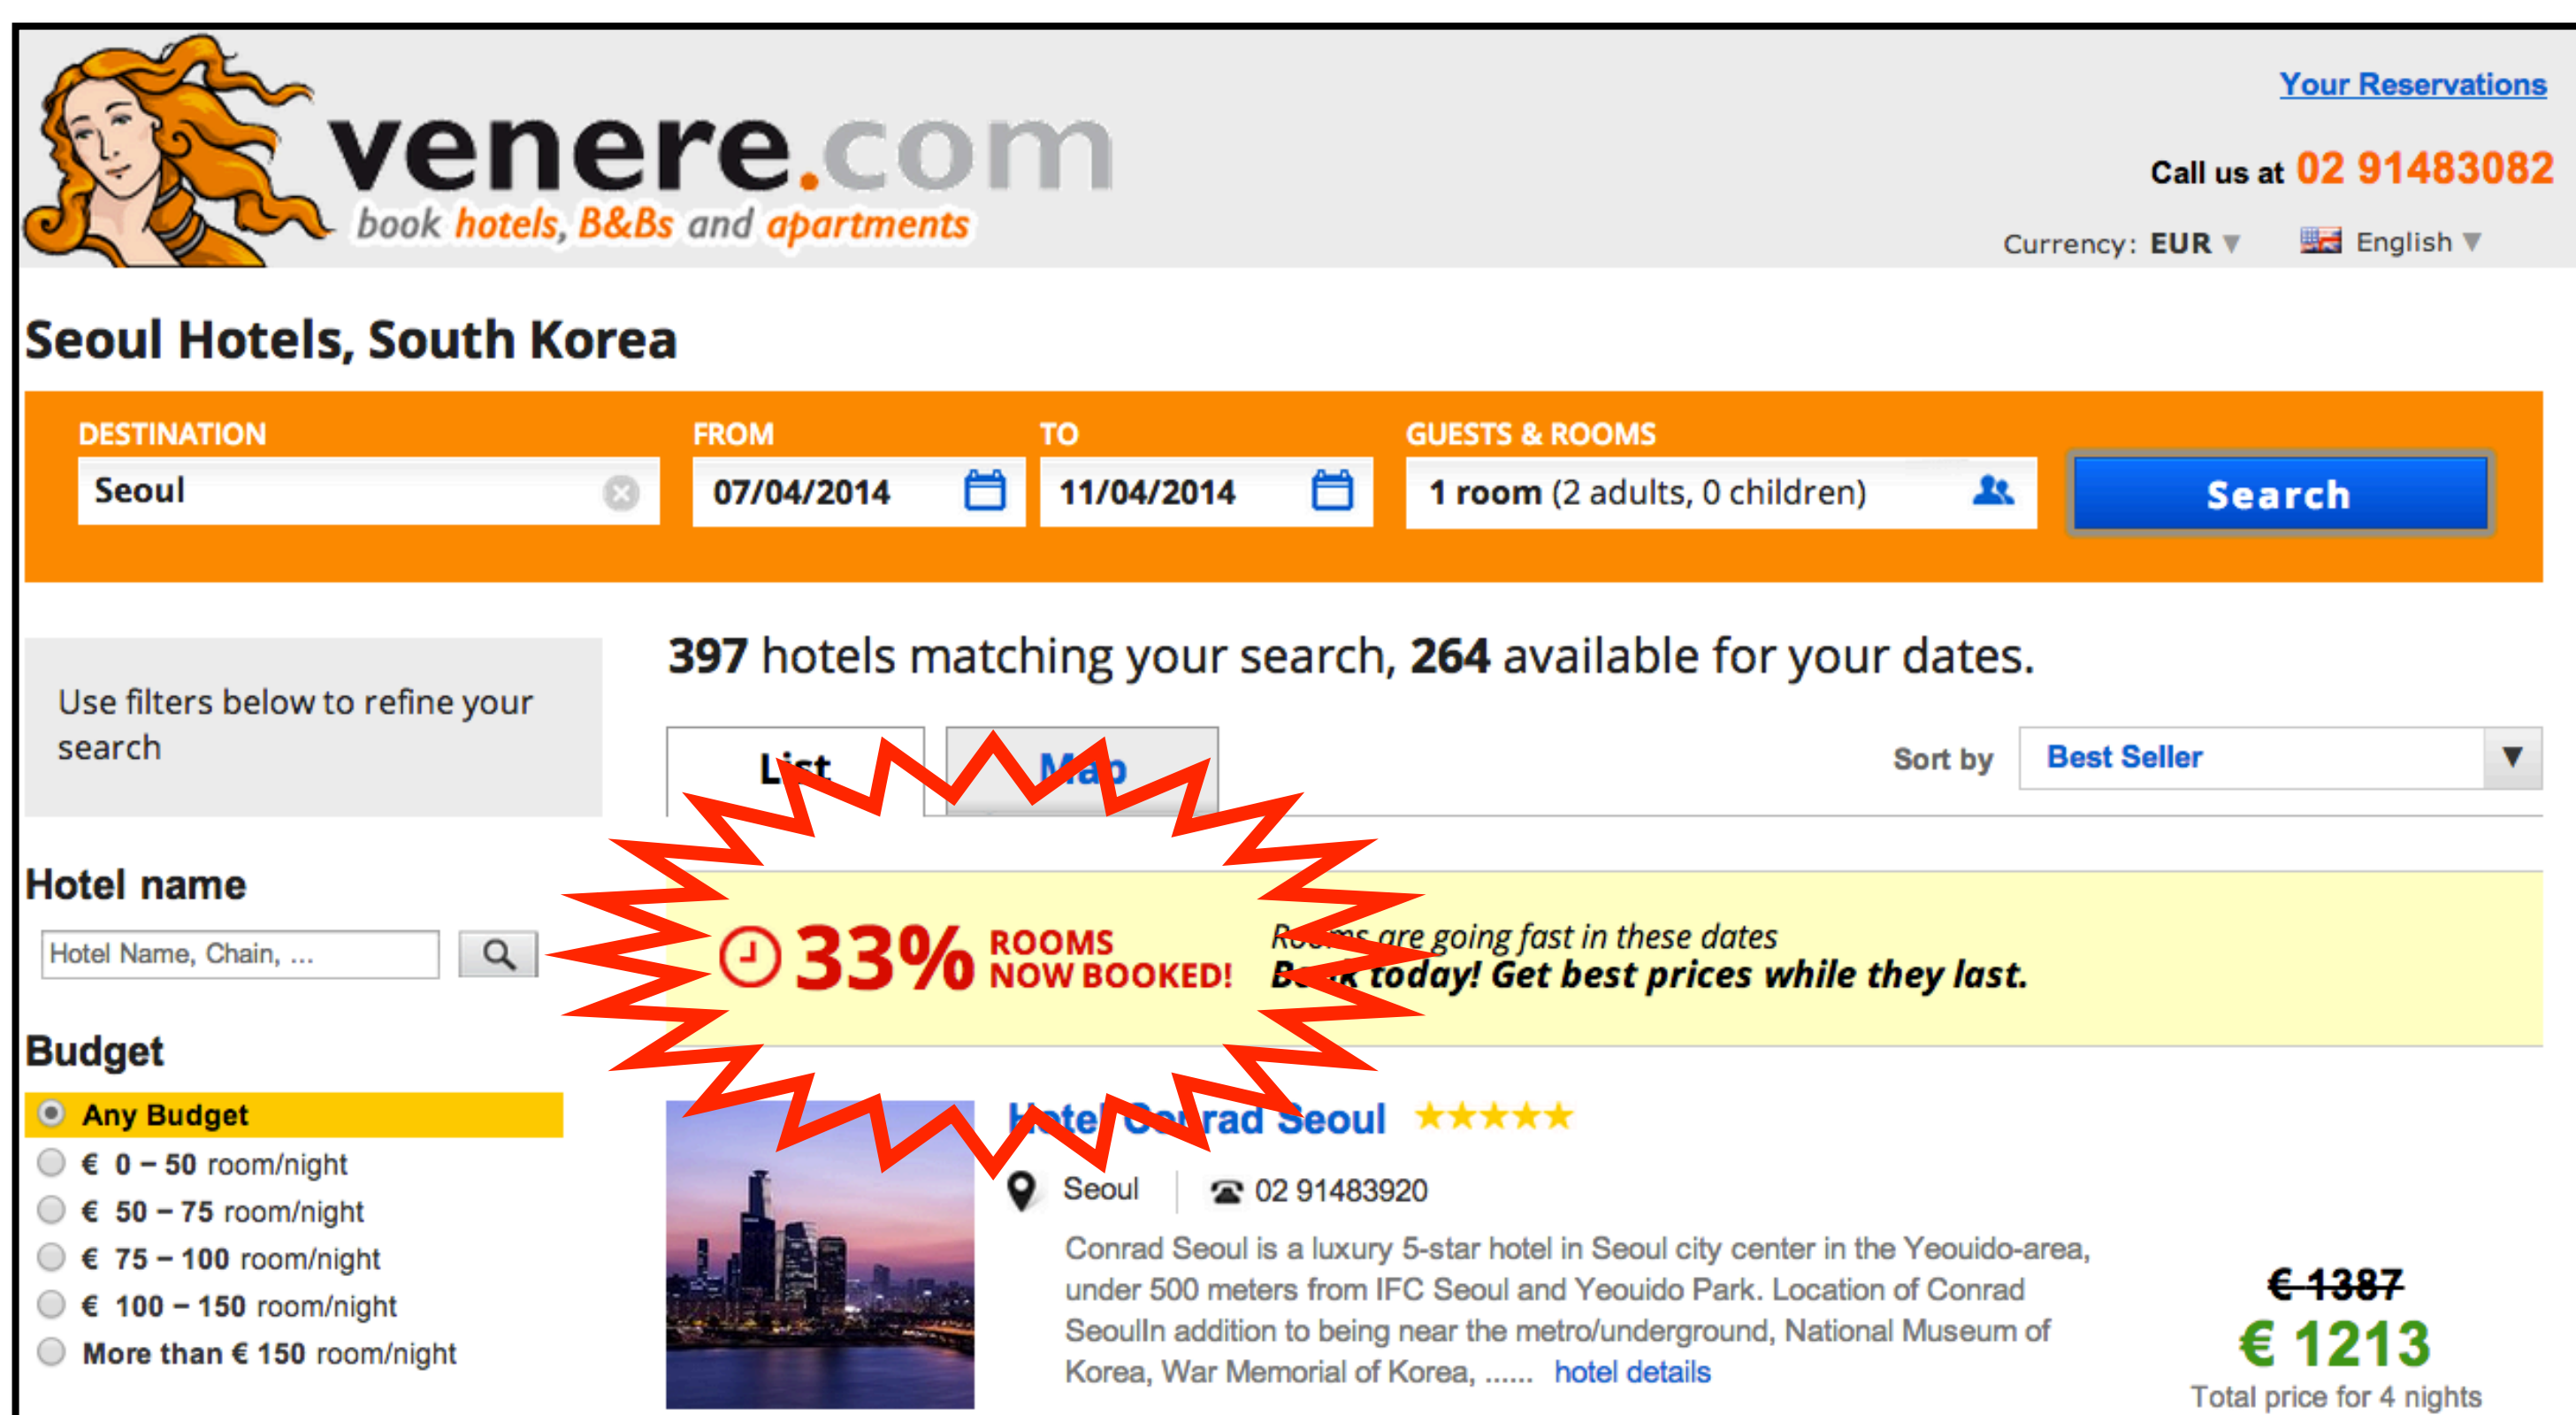 venere.com
book hotels, B&Bs and apartments
Your Reservations
Call us at 02 91483082
Currency: EUR ▼ English ▼
Seoul Hotels, South Korea
DESTINATION FROM TO GUESTS & ROOMS
Seoul 07/04/2014 11/04/2014 1 room (2 adults, 0 children) Search
397 hotels matching your search, 264 available for your dates.
Use filters below to refine your
search
List Map Sort by Best Seller ▼
Hotel name
Hotel Name, Chain, ...
33% ROOMS
NOW BOOKED!
Rooms are going fast in these dates
Book today! Get best prices while they last.
Budget
Any Budget
€ 0 – 50 room/night
€ 50 – 75 room/night
€ 75 – 100 room/night
€ 100 – 150 room/night
More than € 150 room/night
Hotel Conrad Seoul ★★★★★
Seoul 02 91483920
Conrad Seoul is a luxury 5-star hotel in Seoul city center in the Yeouido-area,
under 500 meters from IFC Seoul and Yeouido Park. Location of Conrad
SeoulIn addition to being near the metro/underground, National Museum of
Korea, War Memorial of Korea, ...... hotel details
€ 1387
€ 1213
Total price for 4 nights